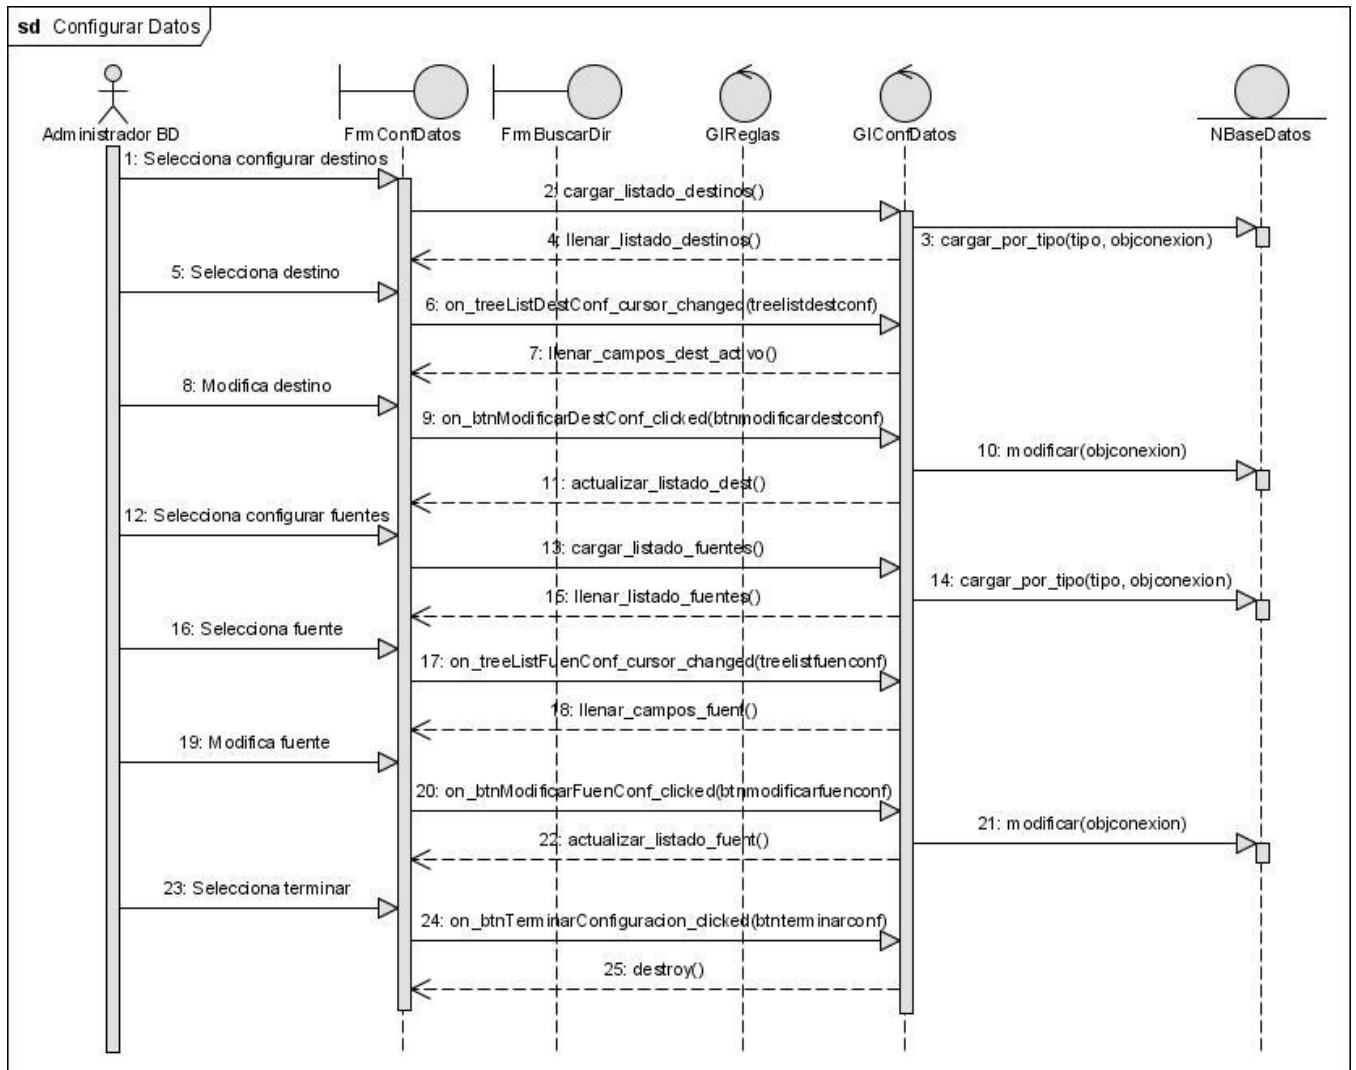 sd Configurar Datos
Administrador BD
FrmConfDatos
FrmBuscarDir
GIReglas
GIConfDatos
NBaseDatos
1: Selecciona configurar destinos
2: cargar_listado_destinos()
3: cargar_por_tipo(tipo, objconexion)
4: llenar_listado_destinos()
5: Selecciona destino
6: on_treeListDestConf_cursor_changed(treelistdestconf)
7: llenar_campos_dest_activo()
8: Modifica destino
9: on_btnModificarDestConf_clicked(btnmodificardestconf)
10: modificar(objconexion)
11: actualizar_listado_dest()
12: Selecciona configurar fuentes
13: cargar_listado_fuentes()
14: cargar_por_tipo(tipo, objconexion)
15: llenar_listado_fuentes()
16: Selecciona fuente
17: on_treeListFuenConf_cursor_changed(treelistfuenconf)
18: llenar_campos_fuent()
19: Modifica fuente
20: on_btnModificarFuenConf_clicked(btnmodificarfuenconf)
21: modificar(objconexion)
22: actualizar_listado_fuent()
23: Selecciona terminar
24: on_btnTerminarConfiguracion_clicked(btnterminarconf)
25: destroy()